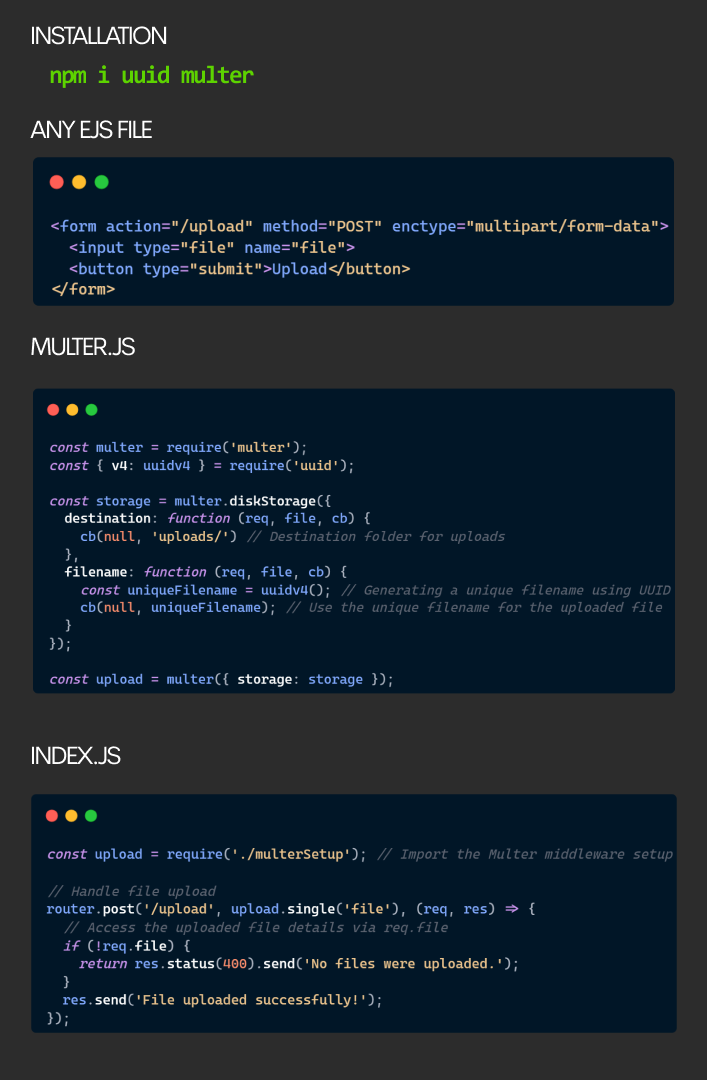 INSTALLATION
npm i uuid multer
ANY EJS FILE
<form action="/upload" method="POST" enctype="multipart/form-data">
  <input type="file" name="file">
  <button type="submit">Upload</button>
</form>
MULTER.JS
const multer = require('multer');
const { v4: uuidv4 } = require('uuid');
const storage = multer.diskStorage({
  destination: function (req, file, cb) {
    cb(null, 'uploads/') // Destination folder for uploads
  },
  filename: function (req, file, cb) {
    const uniqueFilename = uuidv4(); // Generating a unique filename using UUID
    cb(null, uniqueFilename); // Use the unique filename for the uploaded file
  }
});
const upload = multer({ storage: storage });
INDEX.JS
const upload = require('./multerSetup'); // Import the Multer middleware setup
// Handle file upload
router.post('/upload', upload.single('file'), (req, res) => {
  // Access the uploaded file details via req.file
  if (!req.file) {
    return res.status(400).send('No files were uploaded.');
  }
  res.send('File uploaded successfully!');
});